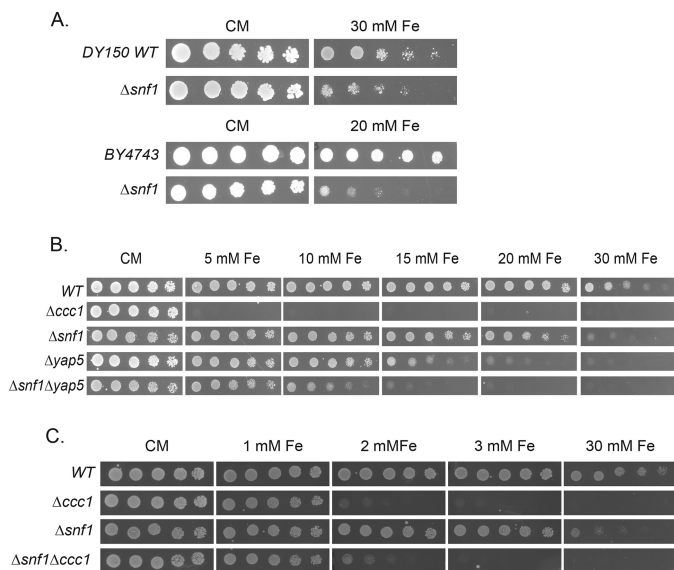 A.
CM 30 mM Fe
DY150 WT
Δsnf1
CM 20 mM Fe
BY4743
Δsnf1
B.
CM 5 mM Fe 10 mM Fe 15 mM Fe 20 mM Fe 30 mM Fe
WT
Δccc1
Δsnf1
Δyap5
Δsnf1Δyap5
C.
CM 1 mM Fe 2 mMFe 3 mM Fe 30 mM Fe
WT
Δccc1
Δsnf1
Δsnf1Δccc1